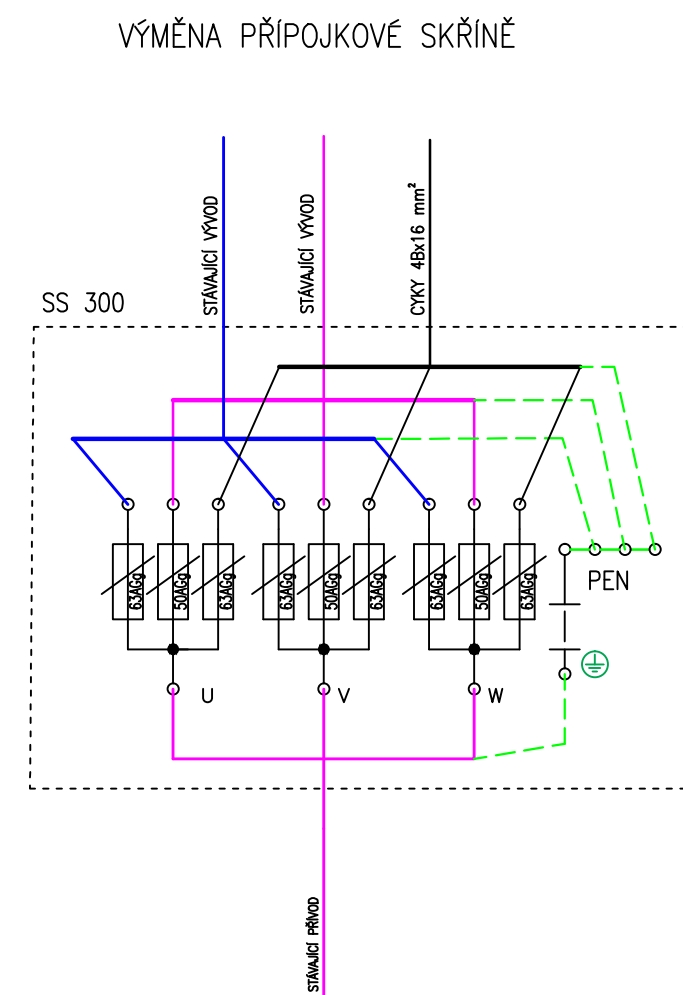 VÝMĚNA PŘÍPOJKOVÉ SKŘÍNĚ
STÁVAJÍCÍ VÝVOD
STÁVAJÍCÍ VÝVOD
CYKY 4Bx16 mm²
SS 300
63AGg
50AGg
63AGg
63AGg
50AGg
63AGg
63AGg
50AGg
63AGg
PEN
U
V
W
STÁVAJÍCÍ PŘÍVOD